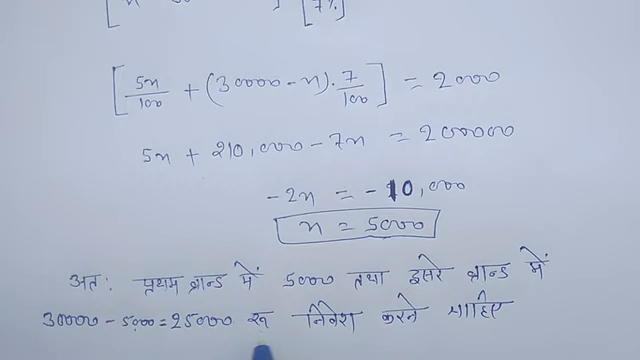 [7%]
[5x/100 + (30000 - x). 7/100] = 2000
5x + 210,000 - 7x = 200000
-2x = -10,000
x = 5000
अत: प्रथम ब्रान्ड में 5000 तथा दूसरे ब्रान्ड में
30000 - 5000 = 25000 रू निवेश करने चाहिए